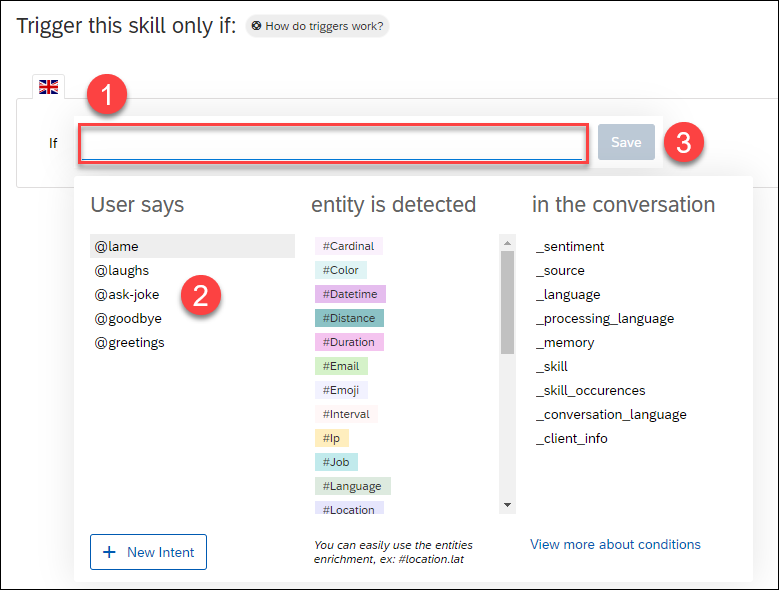 Trigger this skill only if: How do triggers work?
1
If
Save
3
User says
entity is detected
in the conversation
@lame
@laughs
@ask-joke
@goodbye
@greetings
2
#Cardinal
#Color
#Datetime
#Distance
#Duration
#Email
#Emoji
#Interval
#Ip
#Job
#Language
#Location
_sentiment
_source
_language
_processing_language
_memory
_skill
_skill_occurences
_conversation_language
_client_info
+ New Intent
You can easily use the entities
enrichment, ex: #location.lat
View more about conditions